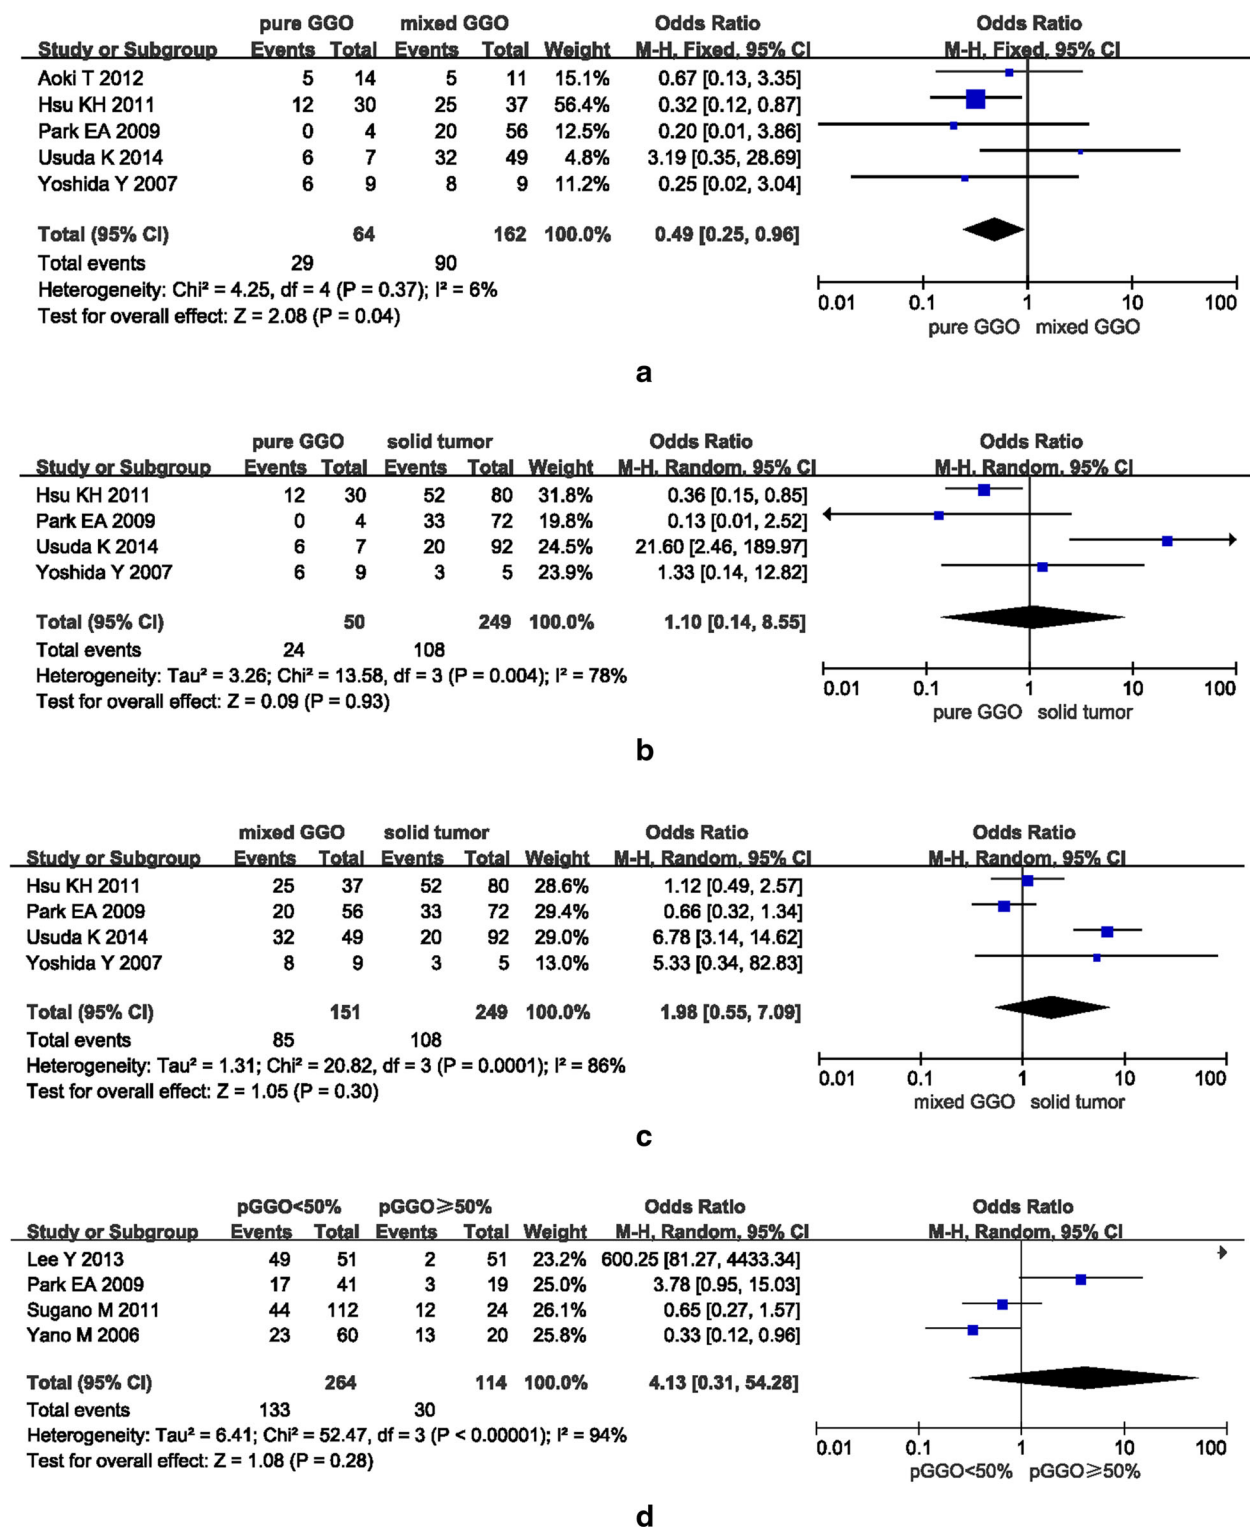 pure GGO mixed GGO Odds Ratio Odds Ratio
Study or Subgroup Events Total Events Total Weight M-H, Fixed, 95% CI M-H, Fixed, 95% CI
Aoki T 2012 5 14 5 11 15.1% 0.67 [0.13, 3.35]
Hsu KH 2011 12 30 25 37 56.4% 0.32 [0.12, 0.87]
Park EA 2009 0 4 20 56 12.5% 0.20 [0.01, 3.86]
Usuda K 2014 6 7 32 49 4.8% 3.19 [0.35, 28.69]
Yoshida Y 2007 6 9 8 9 11.2% 0.25 [0.02, 3.04]
Total (95% CI) 64 162 100.0% 0.49 [0.25, 0.96]
Total events 29 90
Heterogeneity: Chi² = 4.25, df = 4 (P = 0.37); I² = 6%
Test for overall effect: Z = 2.08 (P = 0.04)
0.01 0.1 1 10 100
pure GGO mixed GGO
a
pure GGO solid tumor Odds Ratio Odds Ratio
Study or Subgroup Events Total Events Total Weight M-H, Random, 95% CI M-H, Random, 95% CI
Hsu KH 2011 12 30 52 80 31.8% 0.36 [0.15, 0.85]
Park EA 2009 0 4 33 72 19.8% 0.13 [0.01, 2.52]
Usuda K 2014 6 7 20 92 24.5% 21.60 [2.46, 189.97]
Yoshida Y 2007 6 9 3 5 23.9% 1.33 [0.14, 12.82]
Total (95% CI) 50 249 100.0% 1.10 [0.14, 8.55]
Total events 24 108
Heterogeneity: Tau² = 3.26; Chi² = 13.58, df = 3 (P = 0.004); I² = 78%
Test for overall effect: Z = 0.09 (P = 0.93)
0.01 0.1 1 10 100
pure GGO solid tumor
b
mixed GGO solid tumor Odds Ratio Odds Ratio
Study or Subgroup Events Total Events Total Weight M-H, Random, 95% CI M-H, Random, 95% CI
Hsu KH 2011 25 37 52 80 28.6% 1.12 [0.49, 2.57]
Park EA 2009 20 56 33 72 29.4% 0.66 [0.32, 1.34]
Usuda K 2014 32 49 20 92 29.0% 6.78 [3.14, 14.62]
Yoshida Y 2007 8 9 3 5 13.0% 5.33 [0.34, 82.83]
Total (95% CI) 151 249 100.0% 1.98 [0.55, 7.09]
Total events 85 108
Heterogeneity: Tau² = 1.31; Chi² = 20.82, df = 3 (P = 0.0001); I² = 86%
Test for overall effect: Z = 1.05 (P = 0.30)
0.01 0.1 1 10 100
mixed GGO solid tumor
c
pGGO<50% pGGO≥50% Odds Ratio Odds Ratio
Study or Subgroup Events Total Events Total Weight M-H, Random, 95% CI M-H, Random, 95% CI
Lee Y 2013 49 51 2 51 23.2% 600.25 [81.27, 4433.34]
Park EA 2009 17 41 3 19 25.0% 3.78 [0.95, 15.03]
Sugano M 2011 44 112 12 24 26.1% 0.65 [0.27, 1.57]
Yano M 2006 23 60 13 20 25.8% 0.33 [0.12, 0.96]
Total (95% CI) 264 114 100.0% 4.13 [0.31, 54.28]
Total events 133 30
Heterogeneity: Tau² = 6.41; Chi² = 52.47, df = 3 (P < 0.00001); I² = 94%
Test for overall effect: Z = 1.08 (P = 0.28)
0.01 0.1 1 10 100
pGGO<50% pGGO≥50%
d